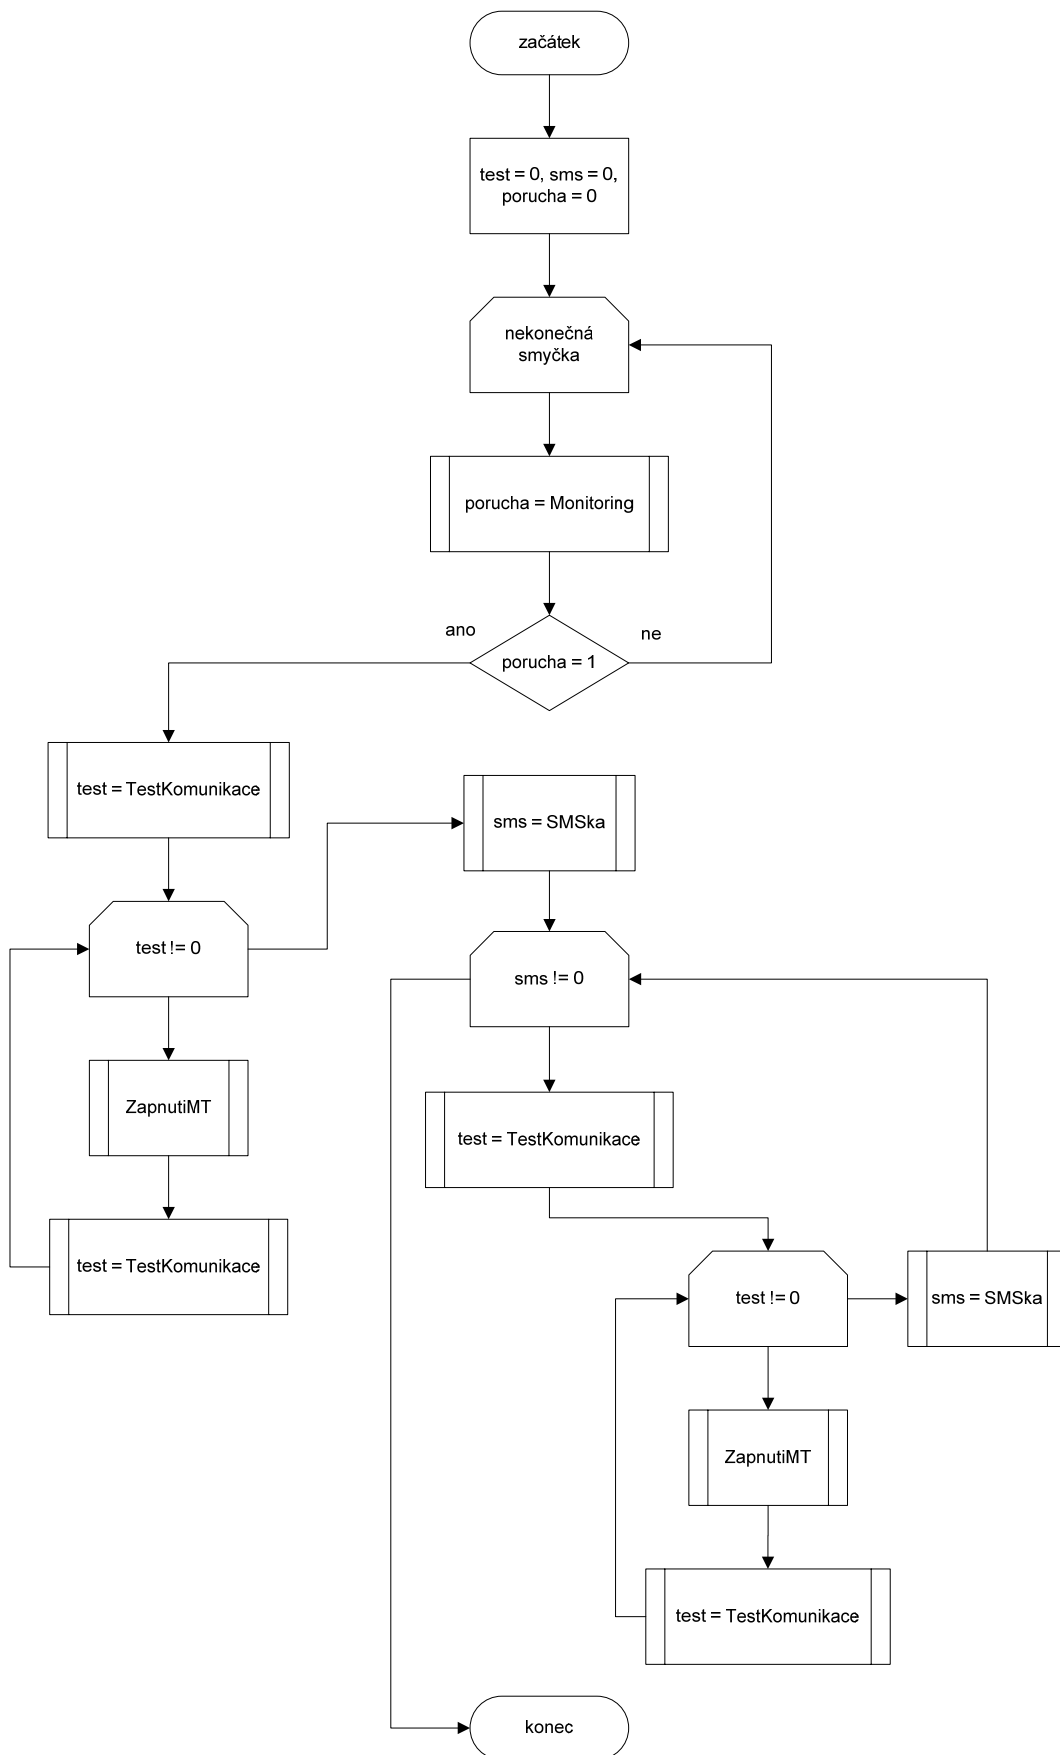 začátek
test = 0, sms = 0,
porucha = 0
nekonečná
smyčka
porucha = Monitoring
ano
ne
porucha = 1
test = TestKomunikace
sms = SMSka
test != 0
sms != 0
ZapnutiMT
test = TestKomunikace
test = TestKomunikace
test != 0
sms = SMSka
ZapnutiMT
test = TestKomunikace
konec